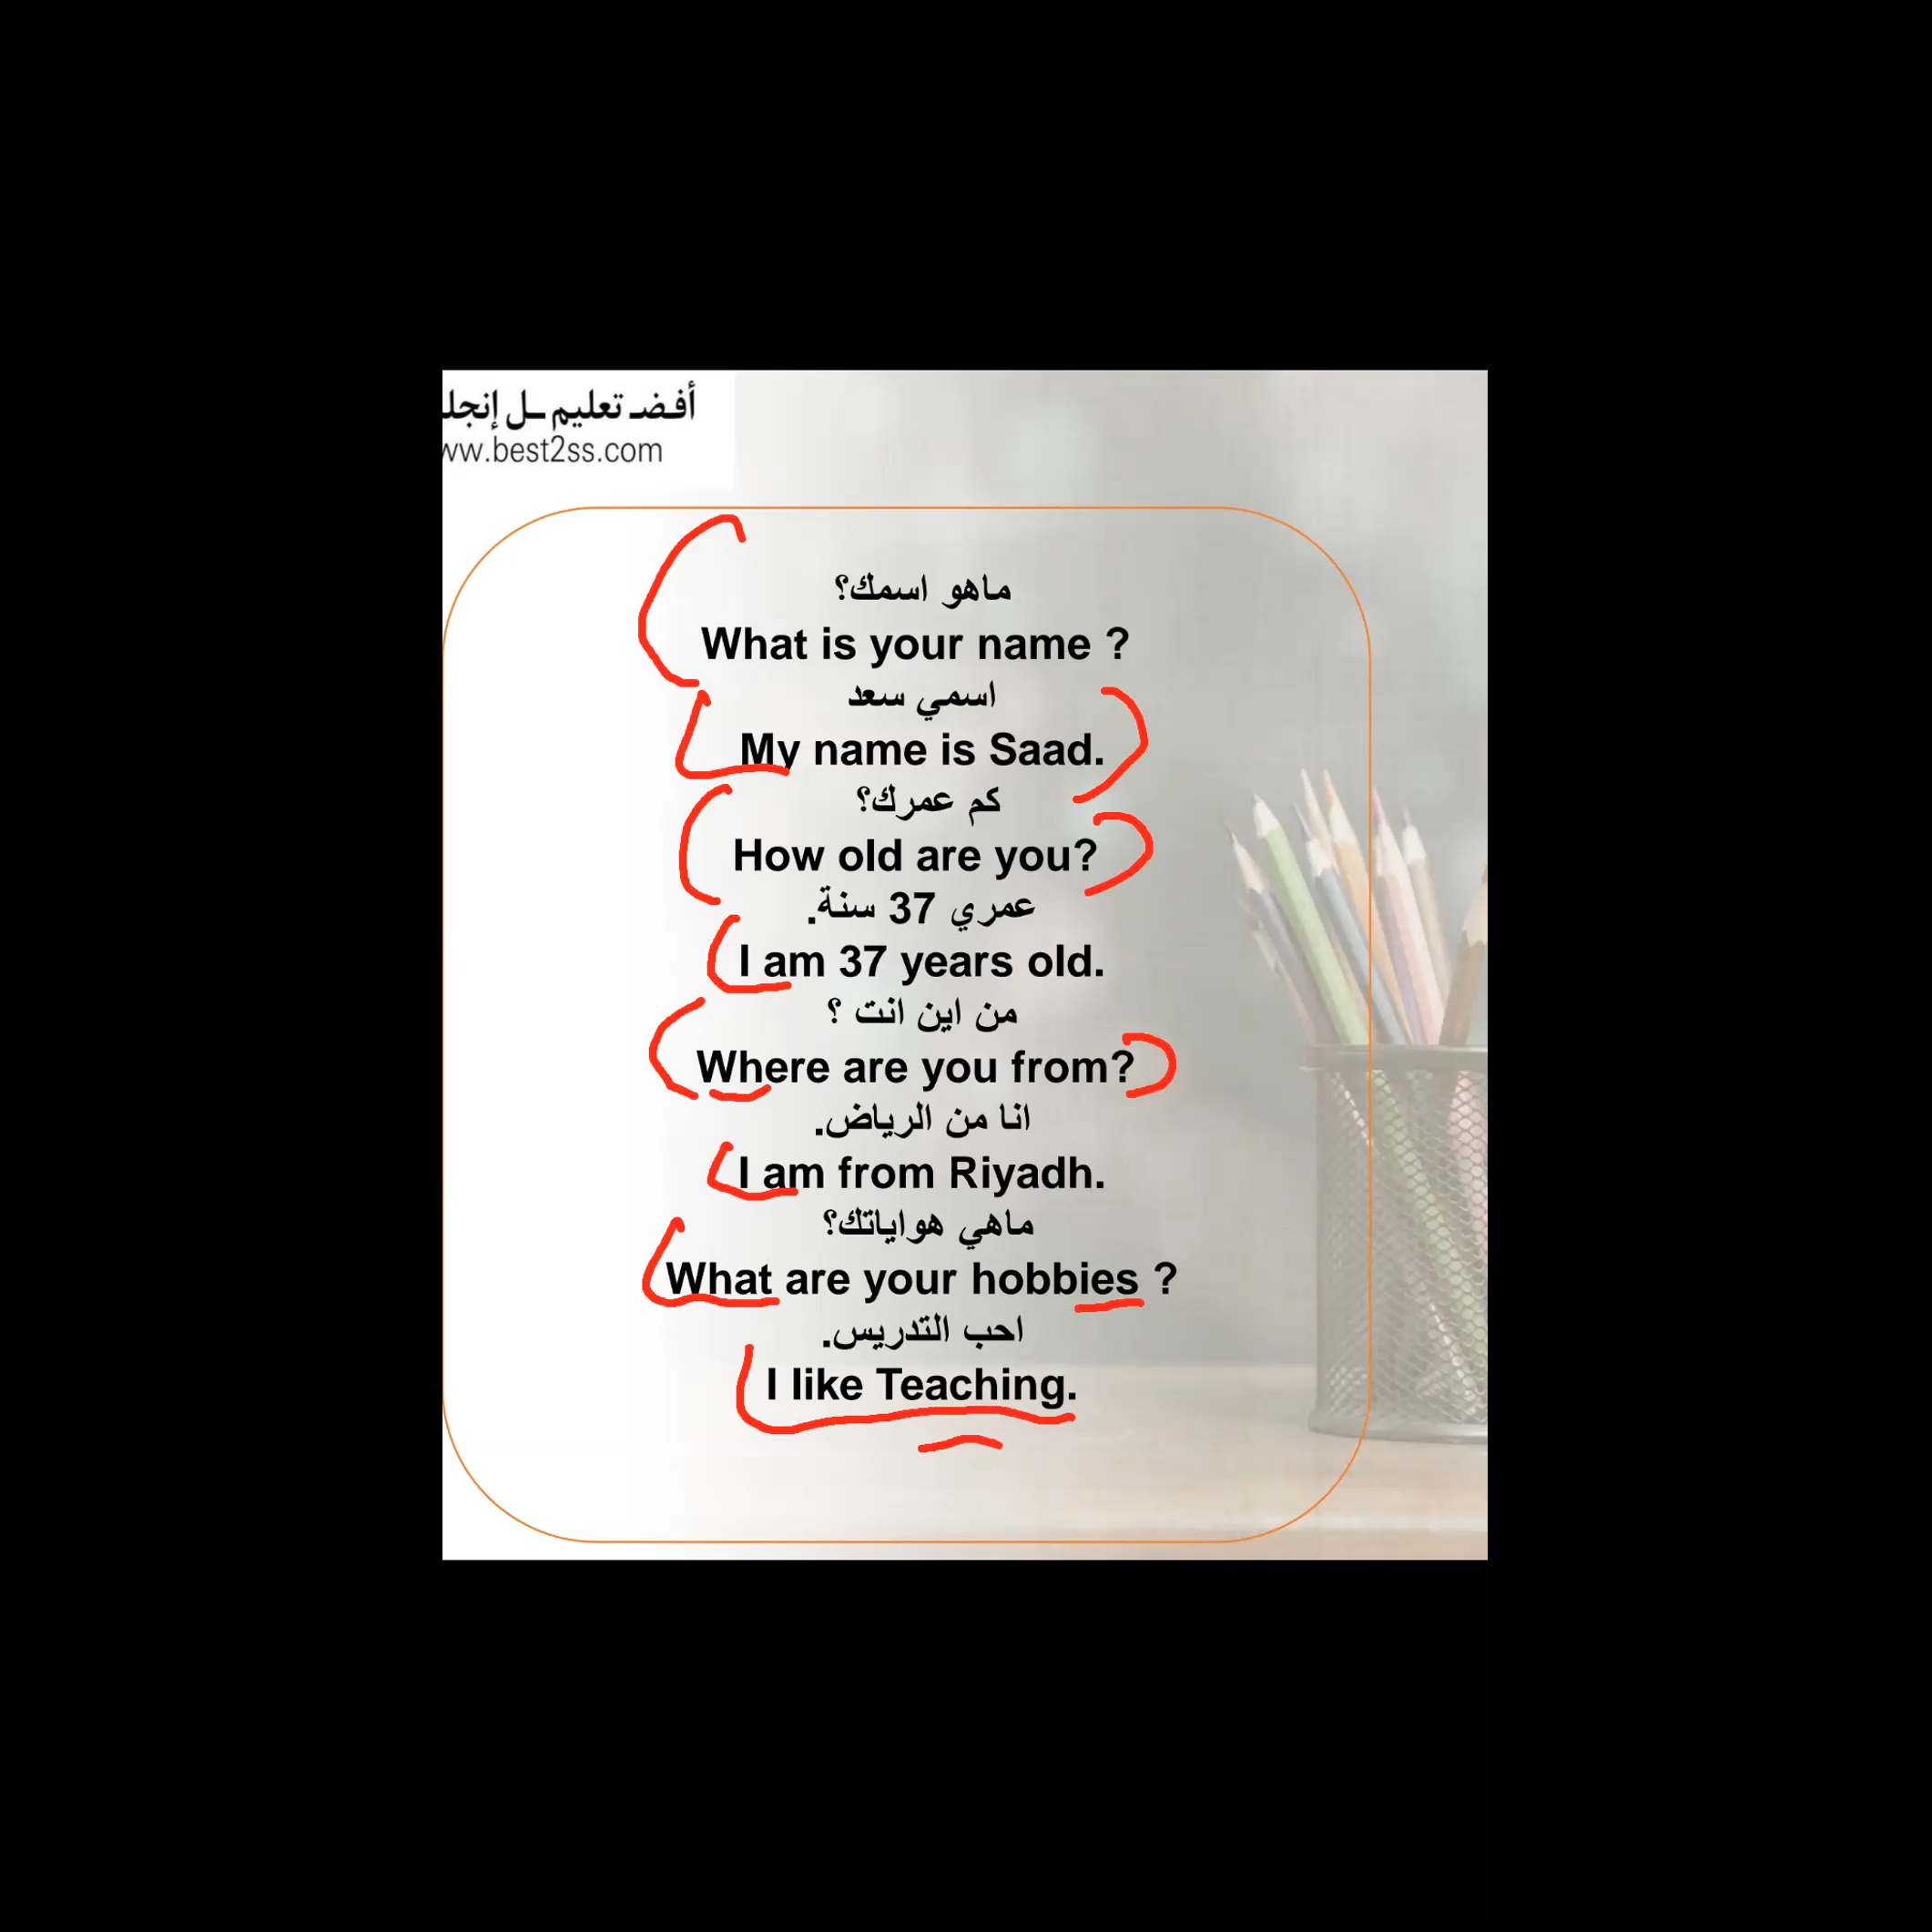 أفضـ تعليم ـل إنجلـ
ww.best2ss.com
ماهو اسمك؟
What is your name ?
اسمي سعد
My name is Saad.
كم عمرك؟
How old are you?
عمري 37 سنة.
I am 37 years old.
من اين انت ؟
Where are you from?
انا من الرياض.
I am from Riyadh.
ماهي هواياتك؟
What are your hobbies ?
احب التدريس.
I like Teaching.